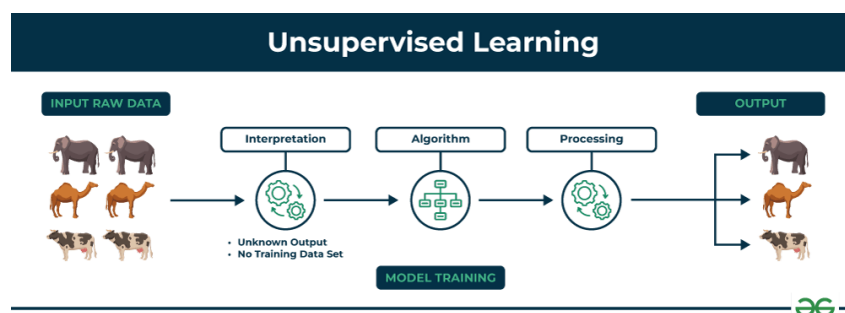 Unsupervised Learning
INPUT RAW DATA
OUTPUT
Interpretation
Algorithm
Processing
• Unknown Output
• No Training Data Set
MODEL TRAINING